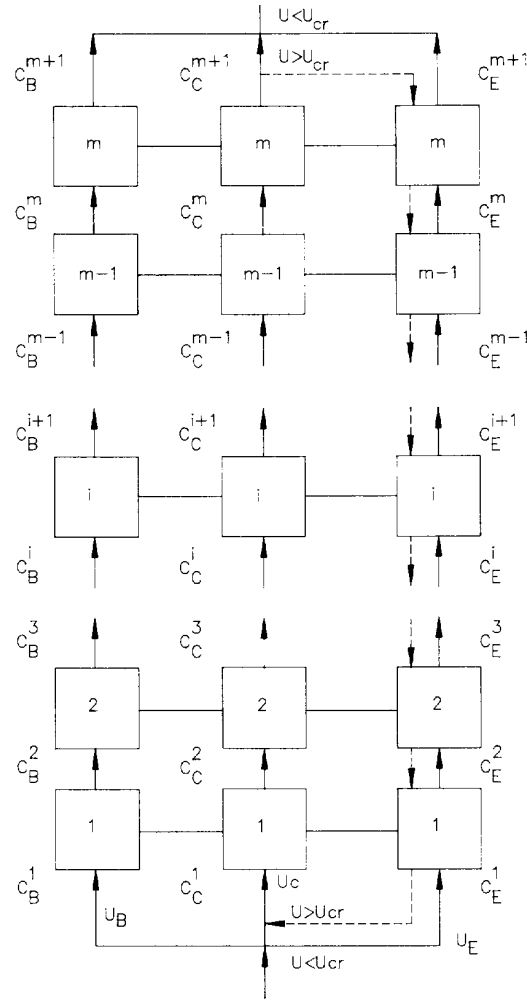 U<U_cr
C_B^{m+1} C_C^{m+1} U>U_cr C_E^{m+1}
m m m
C_B^m C_C^m C_E^m
m-1 m-1 m-1
C_B^{m-1} C_C^{m-1} C_E^{m-1}
C_B^{i+1} C_C^{i+1} C_E^{i+1}
i i i
C_B^i C_C^i C_E^i
C_B^3 C_C^3 C_E^3
2 2 2
C_B^2 C_C^2 C_E^2
1 1 1
C_B^1 C_C^1 Uc C_E^1
U_B U>Ucr U_E
U<Ucr